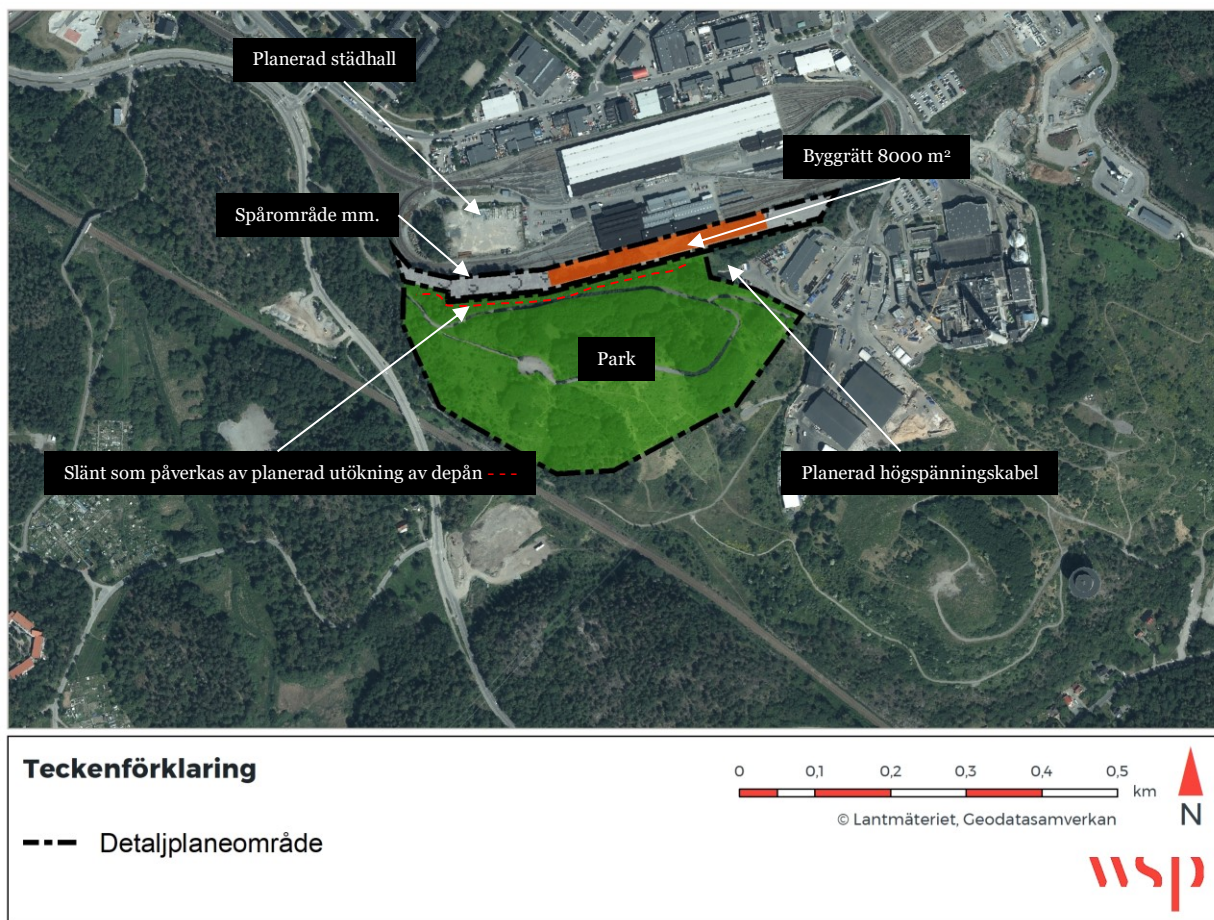 Planerad städhall
Byggrätt 8000 m²
Spårområde mm.
Park
Slänt som påverkas av planerad utökning av depån
Planerad högspänningskabel
Teckenförklaring
0 0,1 0,2 0,3 0,4 0,5
km
© Lantmäteriet, Geodatasamverkan
N
Detaljplaneområde
wsp